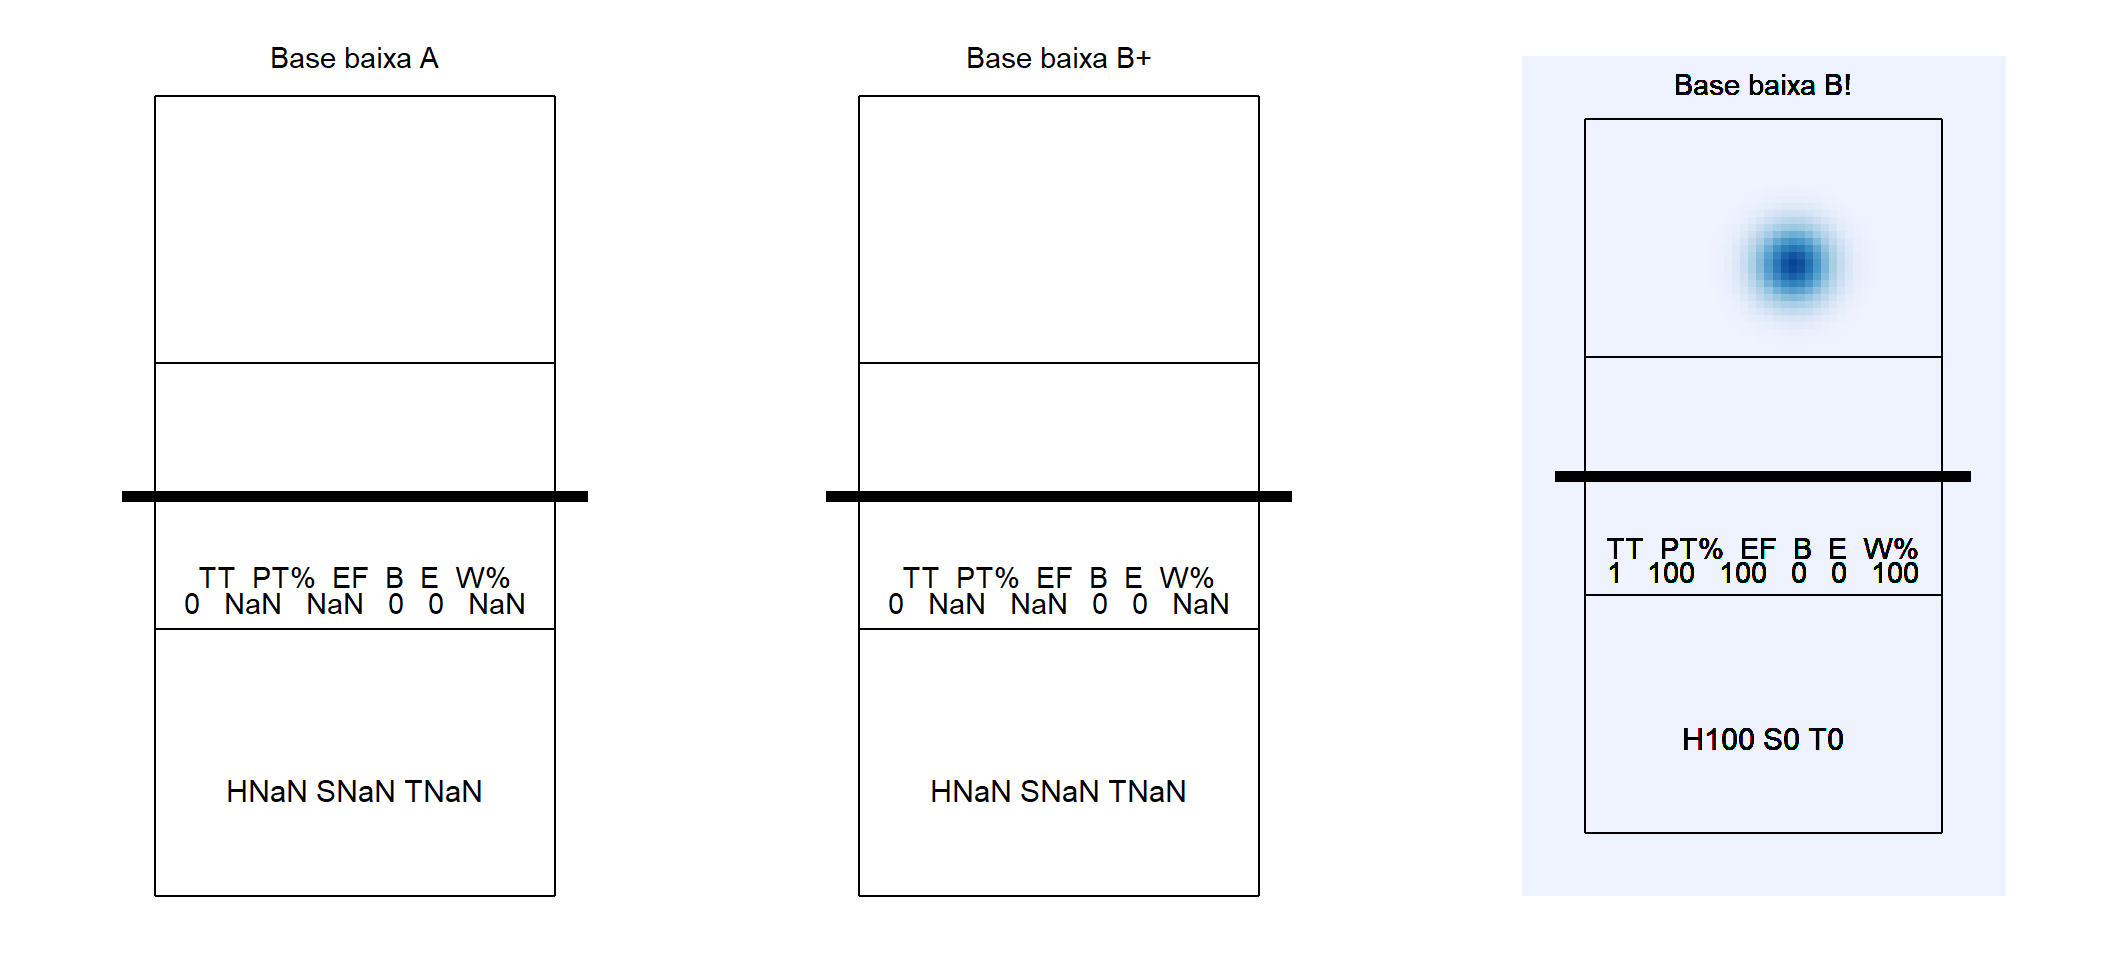 Base baixa A
TT PT% EF B E W%
0 NaN NaN 0 0 NaN
HNaN SNaN TNaN
Base baixa B+
TT PT% EF B E W%
0 NaN NaN 0 0 NaN
HNaN SNaN TNaN
Base baixa B!
TT PT% EF B E W%
1 100 100 0 0 100
H100 S0 T0